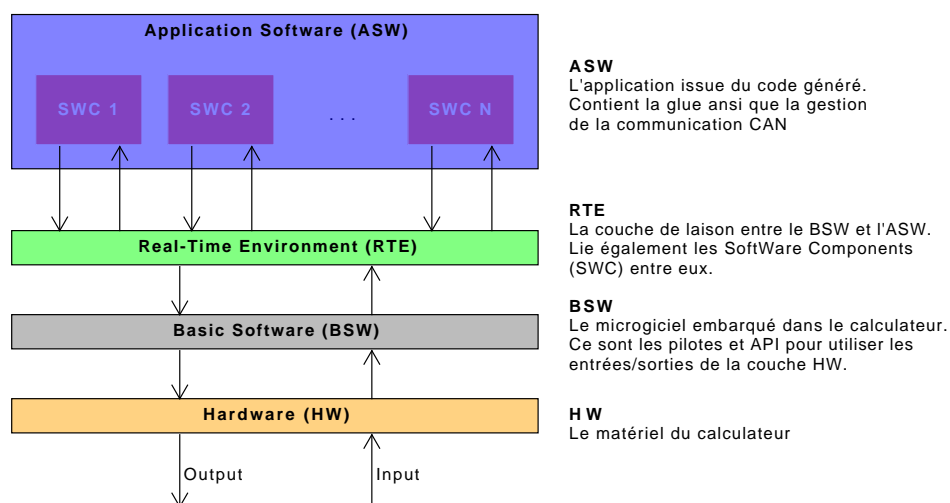 Application Software (ASW)
SWC 1
SWC 2
. . .
SWC N
ASW
L'application issue du code généré.
Contient la glue ansi que la gestion
de la communication CAN
RTE
La couche de laison entre le BSW et l'ASW.
Lie également les SoftWare Components
(SWC) entre eux.
Real-Time Environment (RTE)
BSW
Le microgiciel embarqué dans le calculateur.
Ce sont les pilotes et API pour utiliser les
entrées/sorties de la couche HW.
Basic Software (BSW)
Hardware (HW)
HW
Le matériel du calculateur
Output
Input